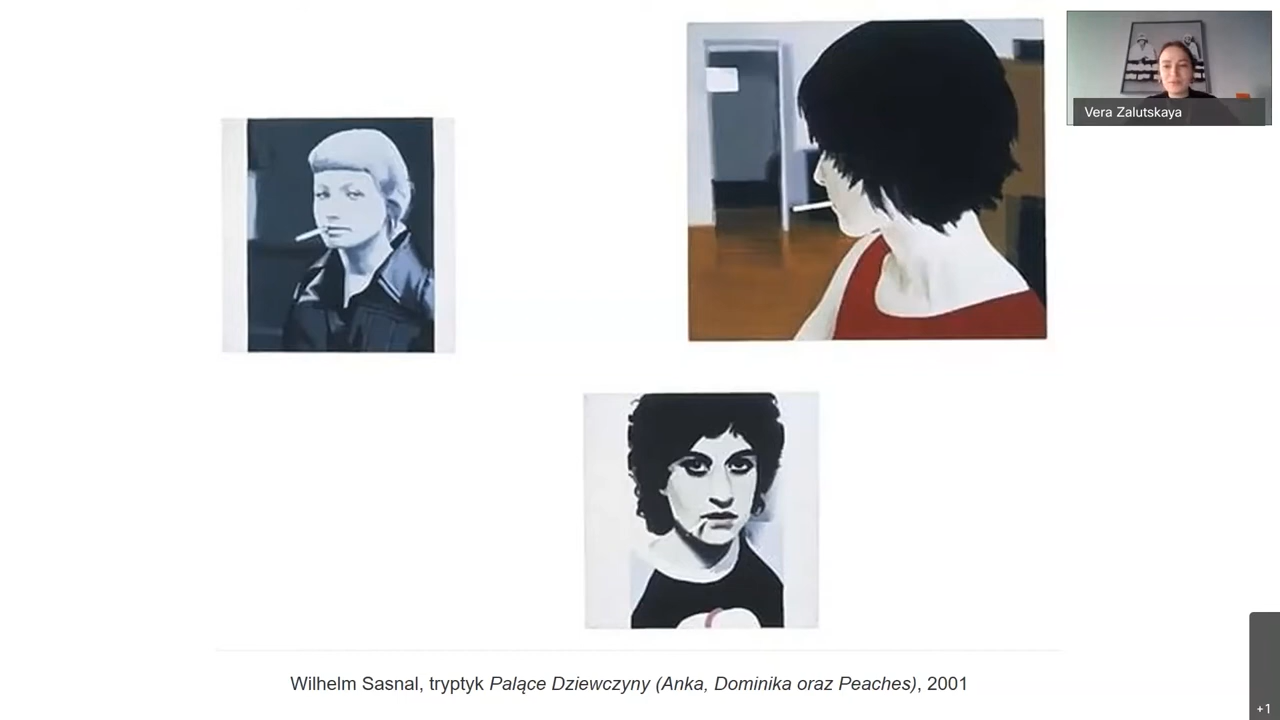 Vera Zalutskaya
Wilhelm Sasnal, tryptyk Palące Dziewczyny (Anka, Dominika oraz Peaches), 2001
+1